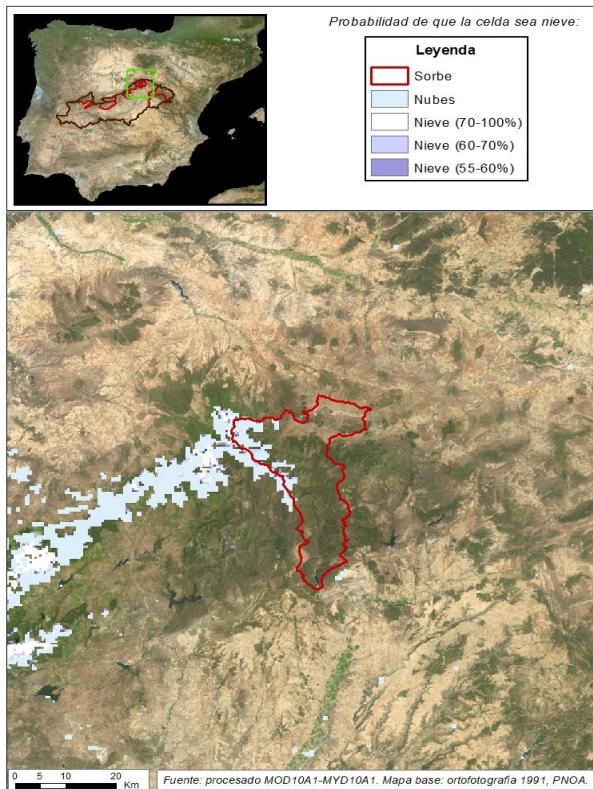 Probabilidad de que la celda sea nieve:
Leyenda
Sorbe
Nubes
Nieve (70-100%)
Nieve (60-70%)
Nieve (55-60%)
0 5 10 20
Km
Fuente: procesado MOD10A1-MYD10A1. Mapa base: ortofotografia 1991, PNOA.